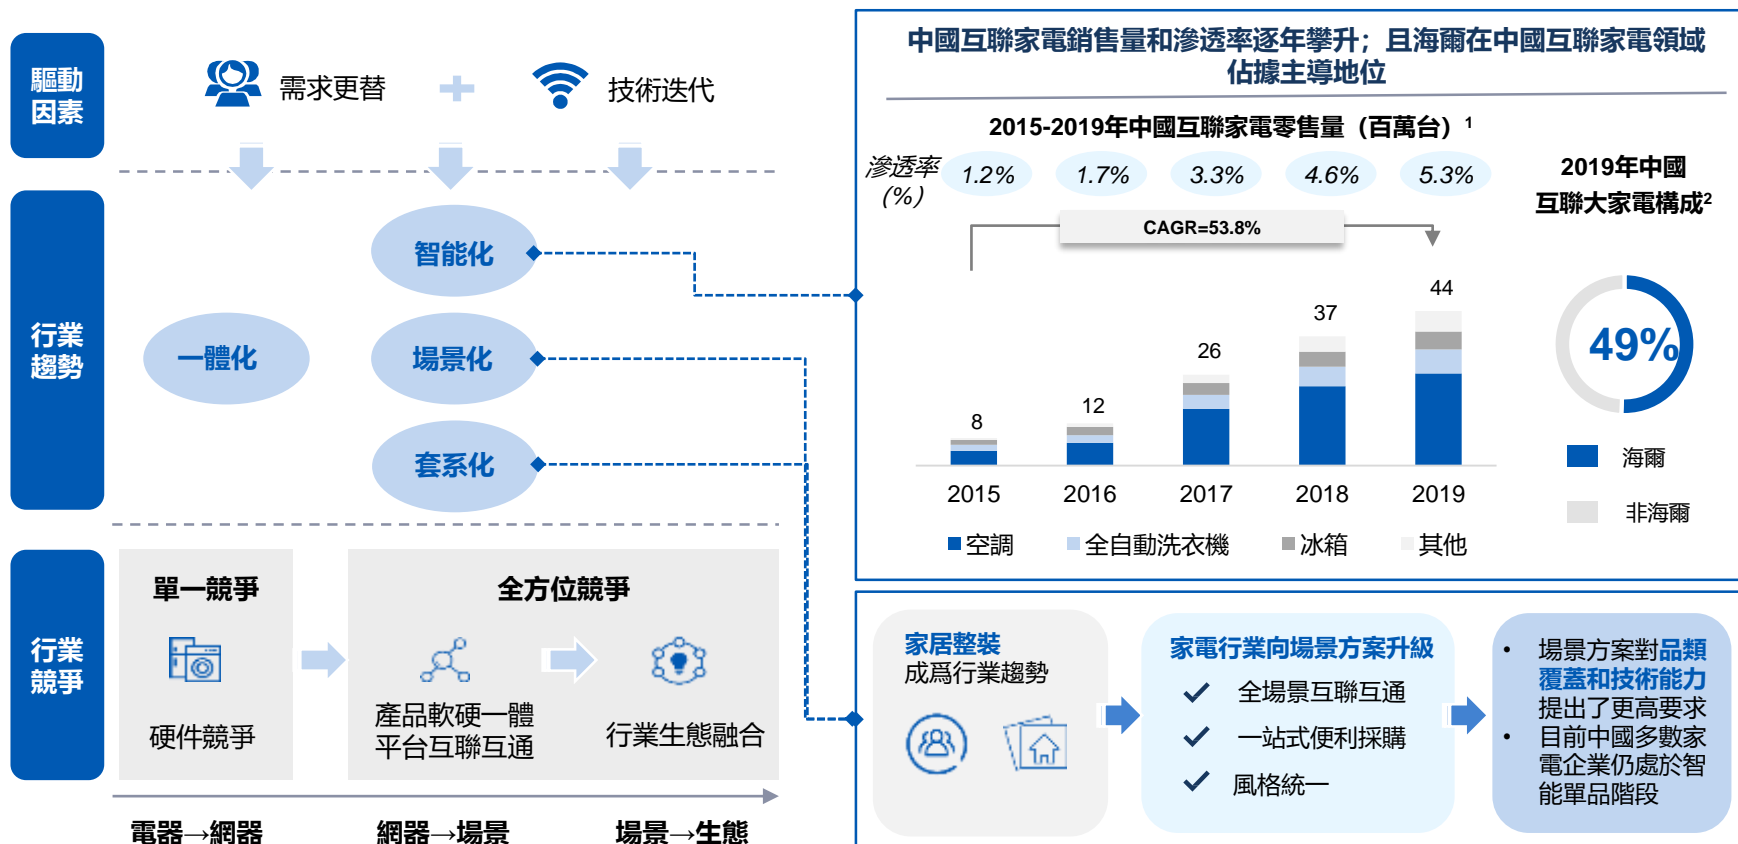 驅動
因素
需求更替
技術迭代
行業
趨勢
智能化
一體化
場景化
套系化
行業
競爭
單一競爭
全方位競爭
硬件競爭
產品軟硬一體
平台互聯互通
行業生態融合
電器→網器
網器→場景
場景→生態
中國互聯家電銷售量和滲透率逐年攀升；且海爾在中國互聯家電領域
佔據主導地位
2015-2019年中國互聯家電零售量（百萬台）1
滲透率
(%)
1.2%
1.7%
3.3%
4.6%
5.3%
CAGR=53.8%
8
12
26
37
44
2015
2016
2017
2018
2019
空調
全自動洗衣機
冰箱
其他
2019年中國
互聯大家電構成2
49%
海爾
非海爾
家居整裝
成爲行業趨勢
家電行業向場景方案升級
全場景互聯互通
一站式便利採購
風格統一
• 場景方案對品類
覆蓋和技術能力
提出了更高要求
• 目前中國多數家
電企業仍處於智
能單品階段